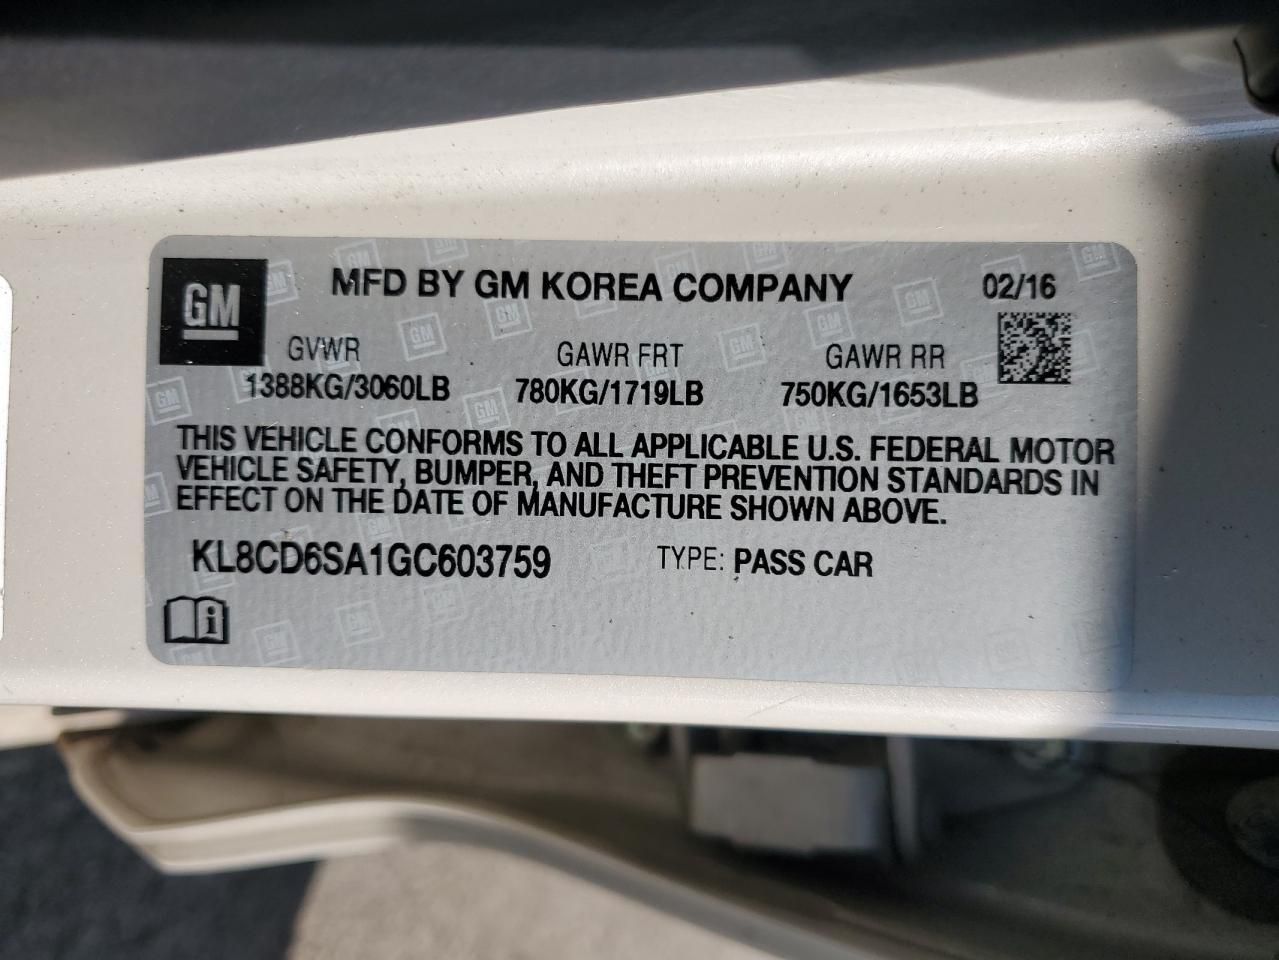 GM
MFD BY GM KOREA COMPANY 02/16
GVWR GAWR FRT GAWR RR
1388KG/3060LB 780KG/1719LB 750KG/1653LB
THIS VEHICLE CONFORMS TO ALL APPLICABLE U.S. FEDERAL MOTOR
VEHICLE SAFETY, BUMPER, AND THEFT PREVENTION STANDARDS IN
EFFECT ON THE DATE OF MANUFACTURE SHOWN ABOVE.
KL8CD6SA1GC603759 TYPE: PASS CAR